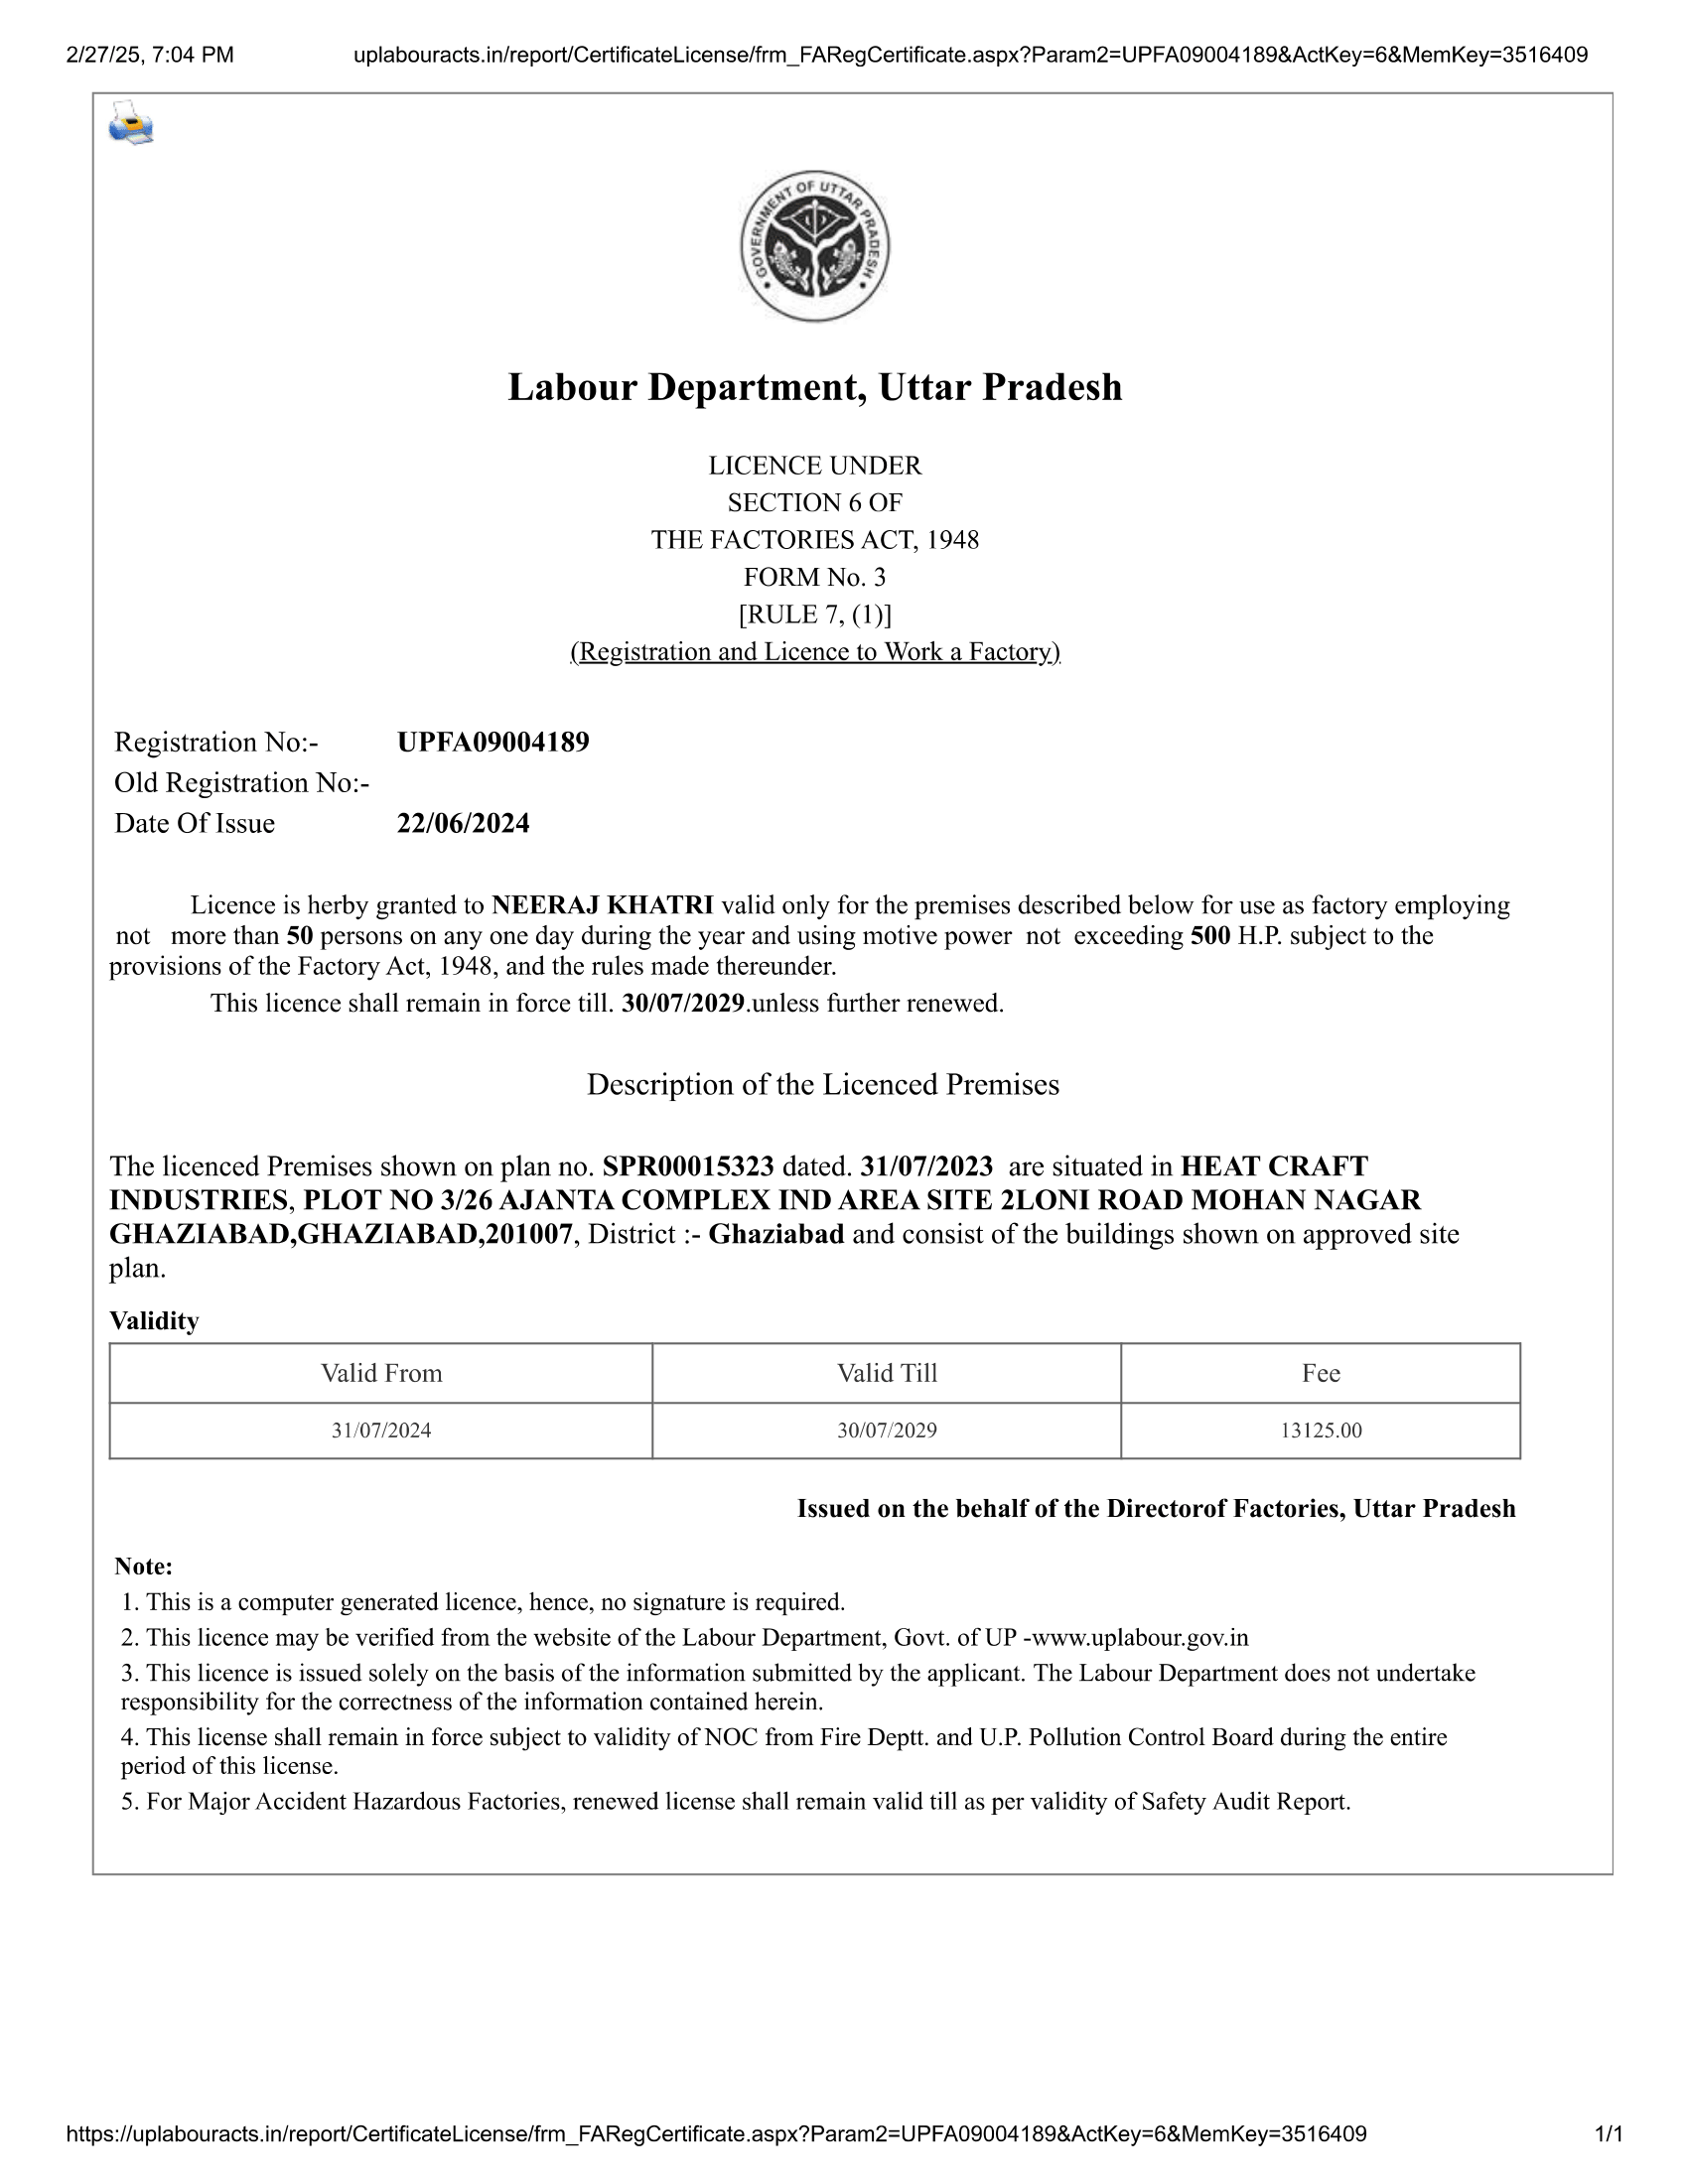 2/27/25, 7:04 PM uplabouracts.in/report/CertificateLicense/frm_FARegCertificate.aspx?Param2=UPFA09004189&ActKey=6&MemKey=3516409
GOVERNMENT OF UTTAR PRADESH
Labour Department, Uttar Pradesh
LICENCE UNDER
SECTION 6 OF
THE FACTORIES ACT, 1948
FORM No. 3
[RULE 7, (1)]
(Registration and Licence to Work a Factory)
Registration No:- UPFA09004189
Old Registration No:-
Date Of Issue 22/06/2024
Licence is herby granted to NEERAJ KHATRI valid only for the premises described below for use as factory employing
not more than 50 persons on any one day during the year and using motive power not exceeding 500 H.P. subject to the
provisions of the Factory Act, 1948, and the rules made thereunder.
This licence shall remain in force till. 30/07/2029.unless further renewed.
Description of the Licenced Premises
The licenced Premises shown on plan no. SPR00015323 dated. 31/07/2023 are situated in HEAT CRAFT
INDUSTRIES, PLOT NO 3/26 AJANTA COMPLEX IND AREA SITE 2LONI ROAD MOHAN NAGAR
GHAZIABAD,GHAZIABAD,201007, District :- Ghaziabad and consist of the buildings shown on approved site
plan.
Validity
Valid From Valid Till Fee
31/07/2024 30/07/2029 13125.00
Issued on the behalf of the Directorof Factories, Uttar Pradesh
Note:
1. This is a computer generated licence, hence, no signature is required.
2. This licence may be verified from the website of the Labour Department, Govt. of UP -www.uplabour.gov.in
3. This licence is issued solely on the basis of the information submitted by the applicant. The Labour Department does not undertake
responsibility for the correctness of the information contained herein.
4. This license shall remain in force subject to validity of NOC from Fire Deptt. and U.P. Pollution Control Board during the entire
period of this license.
5. For Major Accident Hazardous Factories, renewed license shall remain valid till as per validity of Safety Audit Report.
https://uplabouracts.in/report/CertificateLicense/frm_FARegCertificate.aspx?Param2=UPFA09004189&ActKey=6&MemKey=3516409 1/1